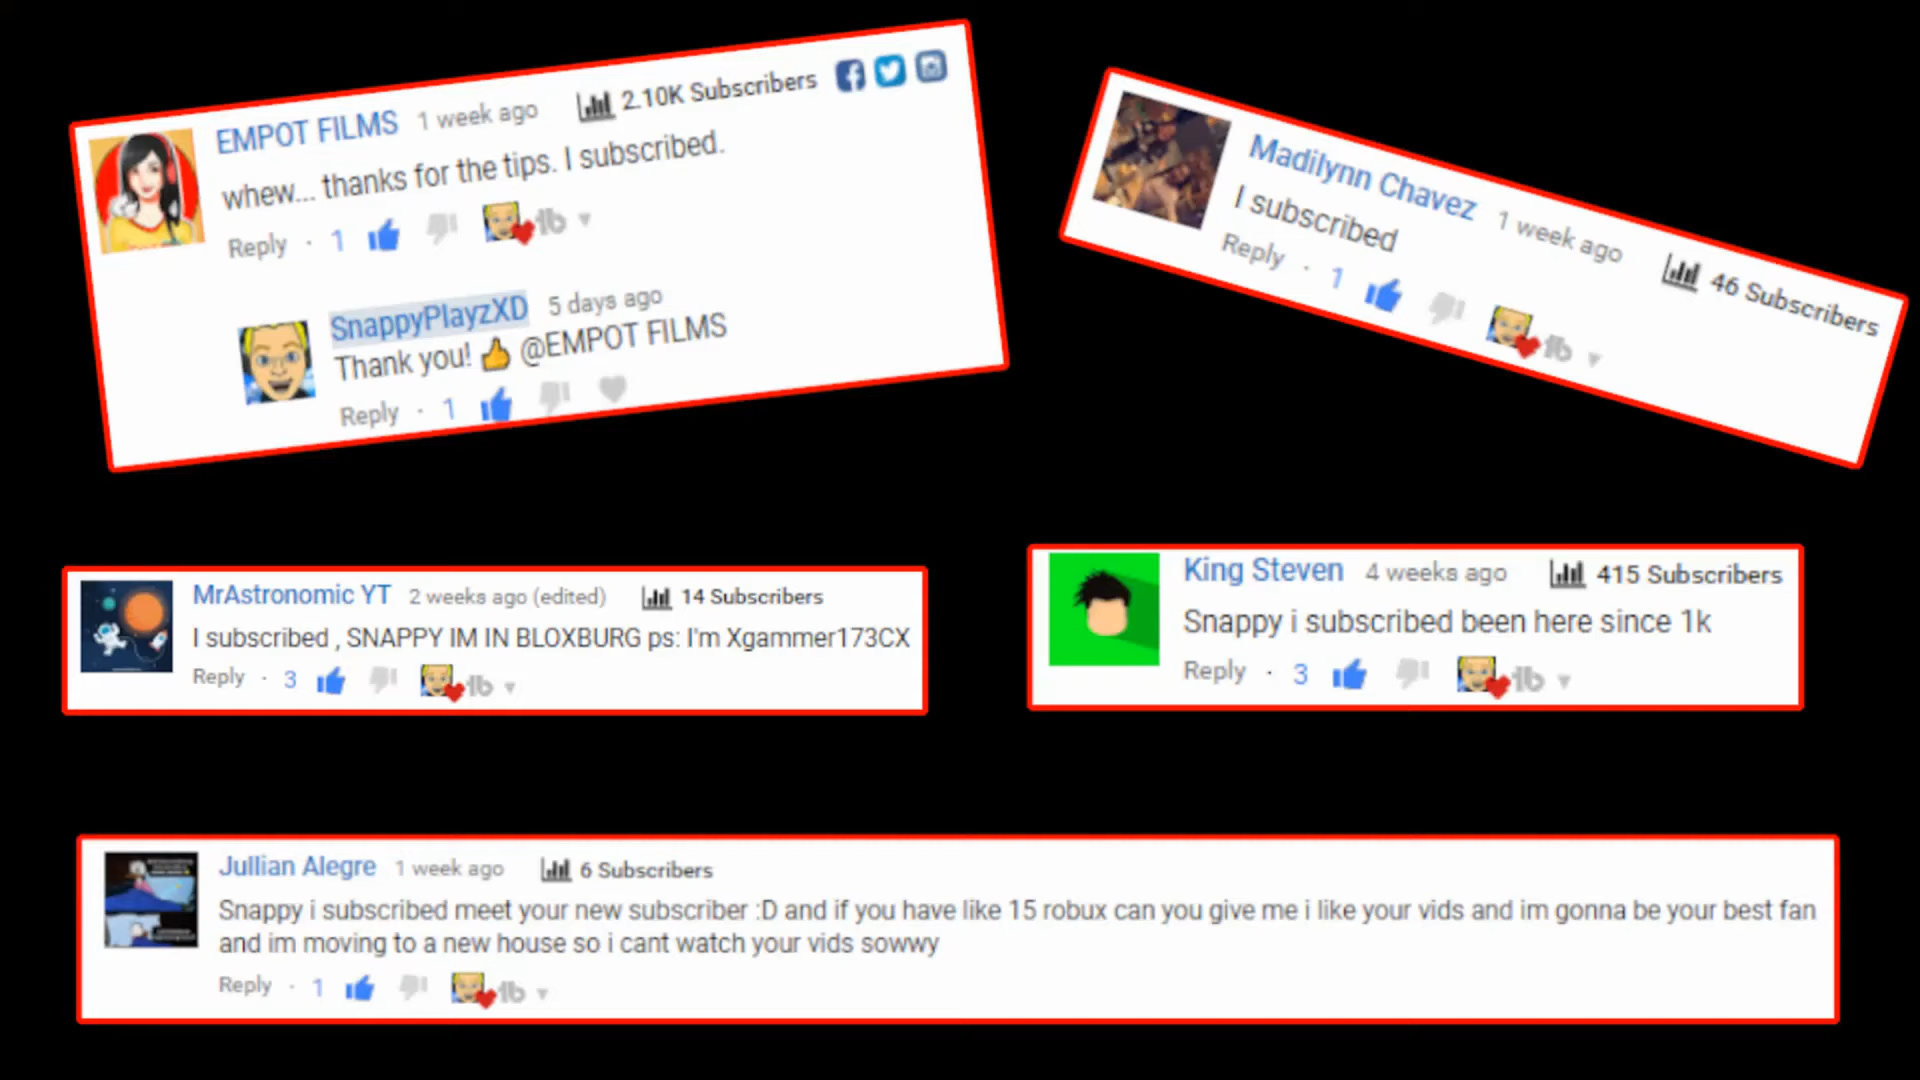 EMPOT FILMS 1 week ago 2.10K Subscribers
whew... thanks for the tips. I subscribed.
Reply · 1
SnappyPlayzXD 5 days ago
Thank you! 👍 @EMPOT FILMS
Reply · 1
Madilynn Chavez 1 week ago 46 Subscribers
I subscribed
Reply · 1
MrAstronomic YT 2 weeks ago (edited) 14 Subscribers
I subscribed , SNAPPY IM IN BLOXBURG ps: I'm Xgammer173CX
Reply · 3
King Steven 4 weeks ago 415 Subscribers
Snappy i subscribed been here since 1k
Reply · 3
Jullian Alegre 1 week ago 6 Subscribers
Snappy i subscribed meet your new subscriber :D and if you have like 15 robux can you give me i like your vids and im gonna be your best fan
and im moving to a new house so i cant watch your vids sowwy
Reply · 1